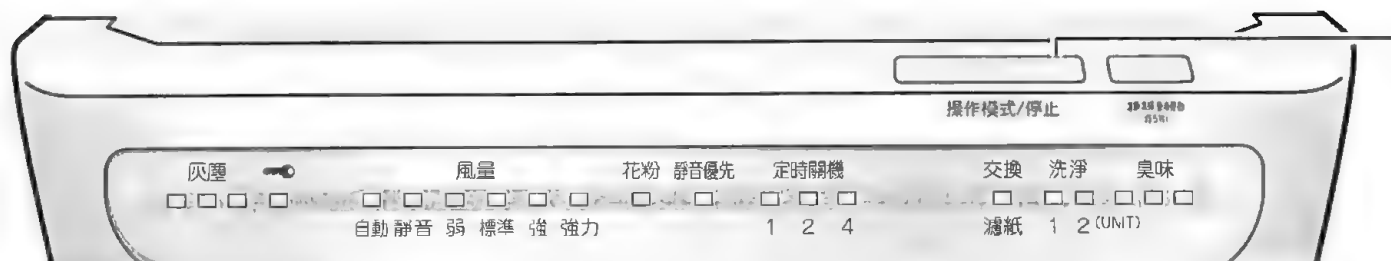 操作模式/停止
灰塵 風量 花粉 靜音優先 定時關機 交換 洗淨 臭味
自動 靜音 弱 標準 強 強力 1 2 4 濾紙 1 2 (UNIT)